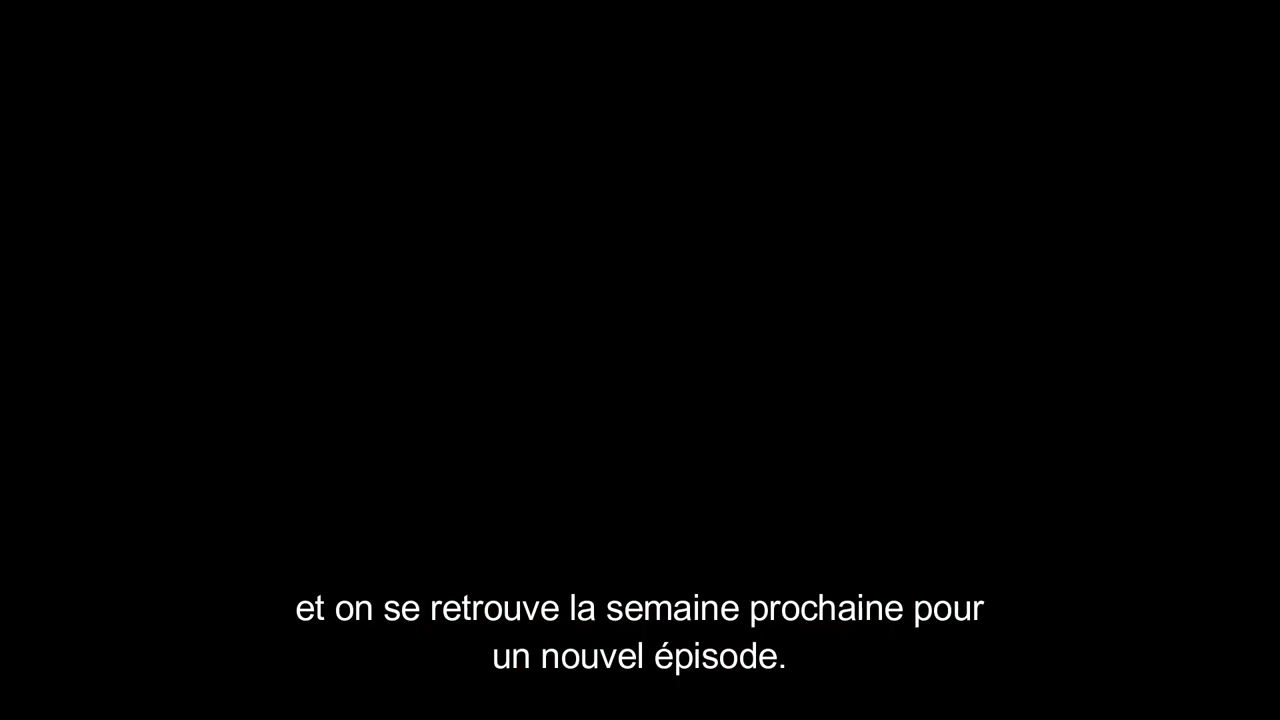 et on se retrouve la semaine prochaine pour
un nouvel épisode.